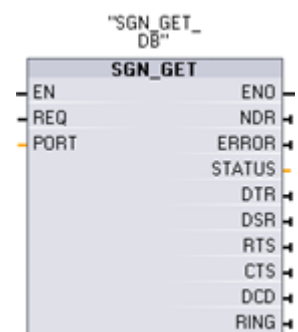 "SGN_GET_
DB"
SGN_GET
EN ENO
REQ NDR
PORT ERROR
STATUS
DTR
DSR
RTS
CTS
DCD
RING